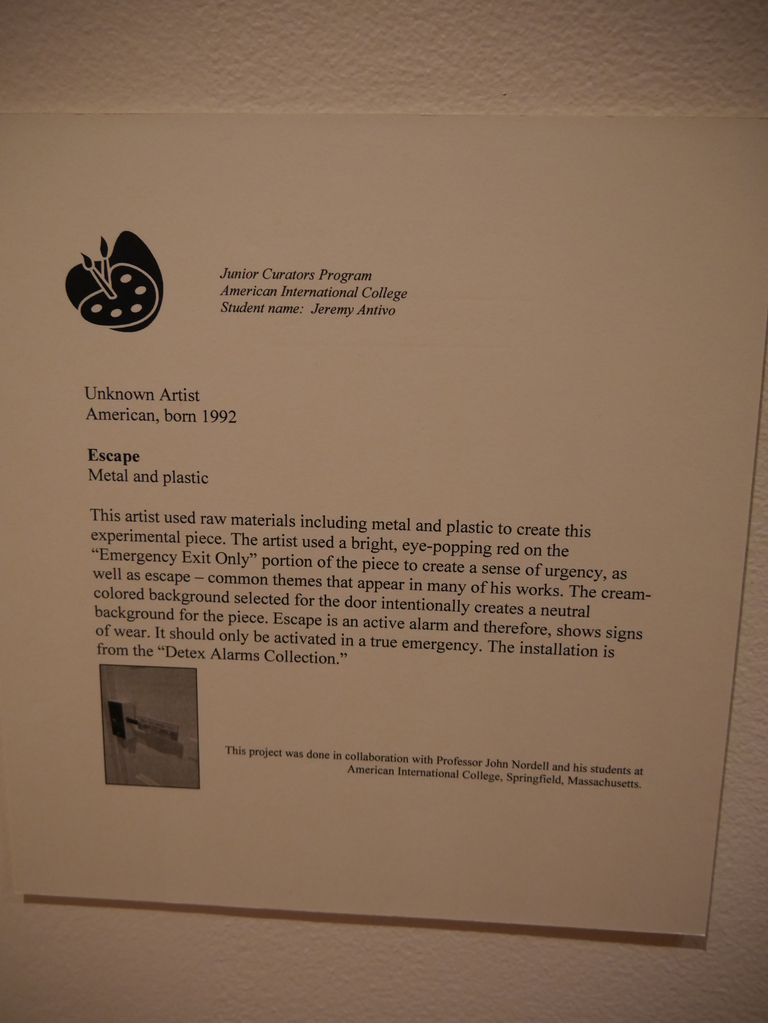 Junior Curators Program
American International College
Student name: Jeremy Antivo
Unknown Artist
American, born 1992
Escape
Metal and plastic
This artist used raw materials including metal and plastic to create this
experimental piece. The artist used a bright, eye-popping red on the
“Emergency Exit Only” portion of the piece to create a sense of urgency, as
well as escape – common themes that appear in many of his works. The cream-
colored background selected for the door intentionally creates a neutral
background for the piece. Escape is an active alarm and therefore, shows signs
of wear. It should only be activated in a true emergency. The installation is
from the “Detex Alarms Collection.”
This project was done in collaboration with Professor John Nordell and his students at
American International College, Springfield, Massachusetts.